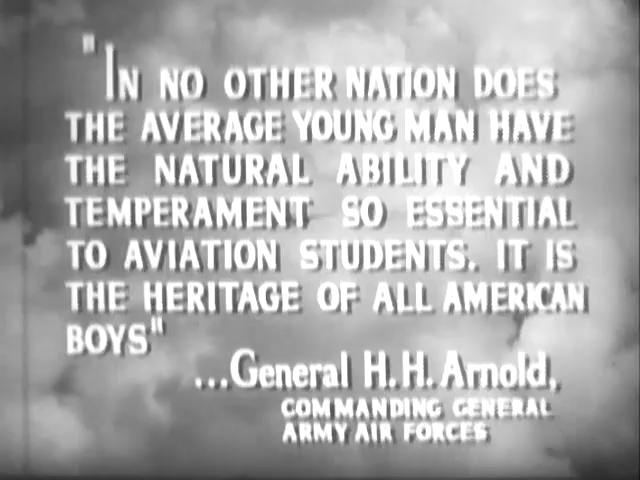 "IN NO OTHER NATION DOES
THE AVERAGE YOUNG MAN HAVE
THE NATURAL ABILITY AND
TEMPERAMENT SO ESSENTIAL
TO AVIATION STUDENTS. IT IS
THE HERITAGE OF ALL AMERICAN
BOYS"
...General H.H. Arnold,
COMMANDING GENERAL
ARMY AIR FORCES